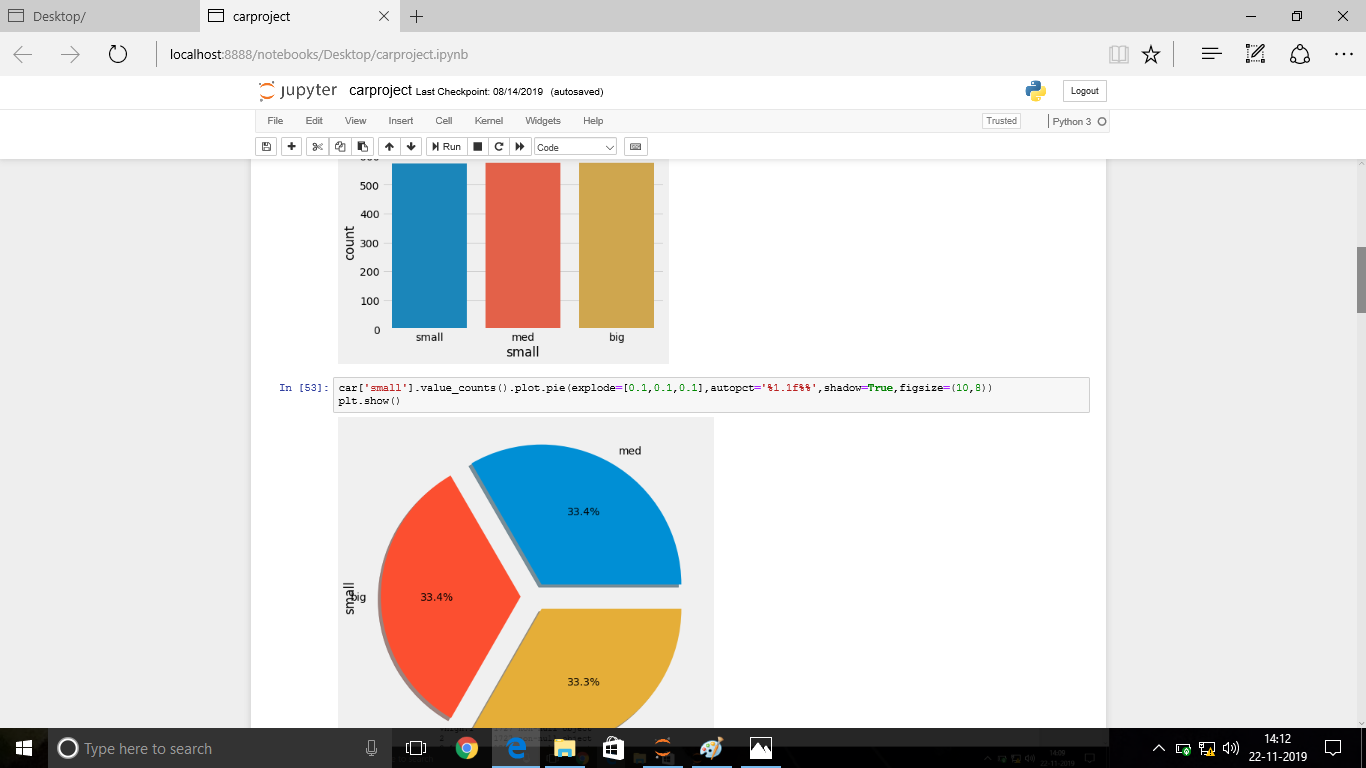 Desktop/
carproject
localhost:8888/notebooks/Desktop/carproject.ipynb
jupyter carproject Last Checkpoint: 08/14/2019 (autosaved)
Logout
File Edit View Insert Cell Kernel Widgets Help
Trusted
Python 3
Run
Code
500
400
300
200
100
0
count
small med big
small
In [53]: car['small'].value_counts().plot.pie(explode=[0.1,0.1,0.1],autopct='%1.1f%%',shadow=True,figsize=(10,8))
plt.show()
med
33.4%
33.4%
big
small
33.3%
Type here to search
14:12
22-11-2019